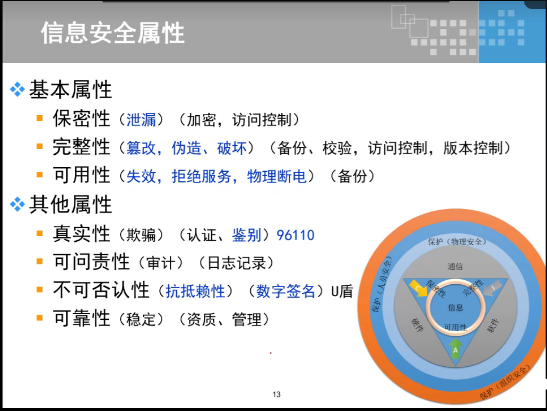 信息安全属性
基本属性
保密性（泄漏）（加密，访问控制）
完整性（篡改，伪造、破坏）（备份、校验，访问控制，版本控制）
可用性（失效，拒绝服务，物理断电）（备份）
其他属性
真实性（欺骗）（认证、鉴别）96110
可问责性（审计）（日志记录）
不可否认性（抗抵赖性）（数字签名）U盾
可靠性（稳定）（资质、管理）
保护（物理安全）
保护（人员安全）
通信
保密性
完整性
信息
可用性
硬件
软件
A
保护（组织安全）
13